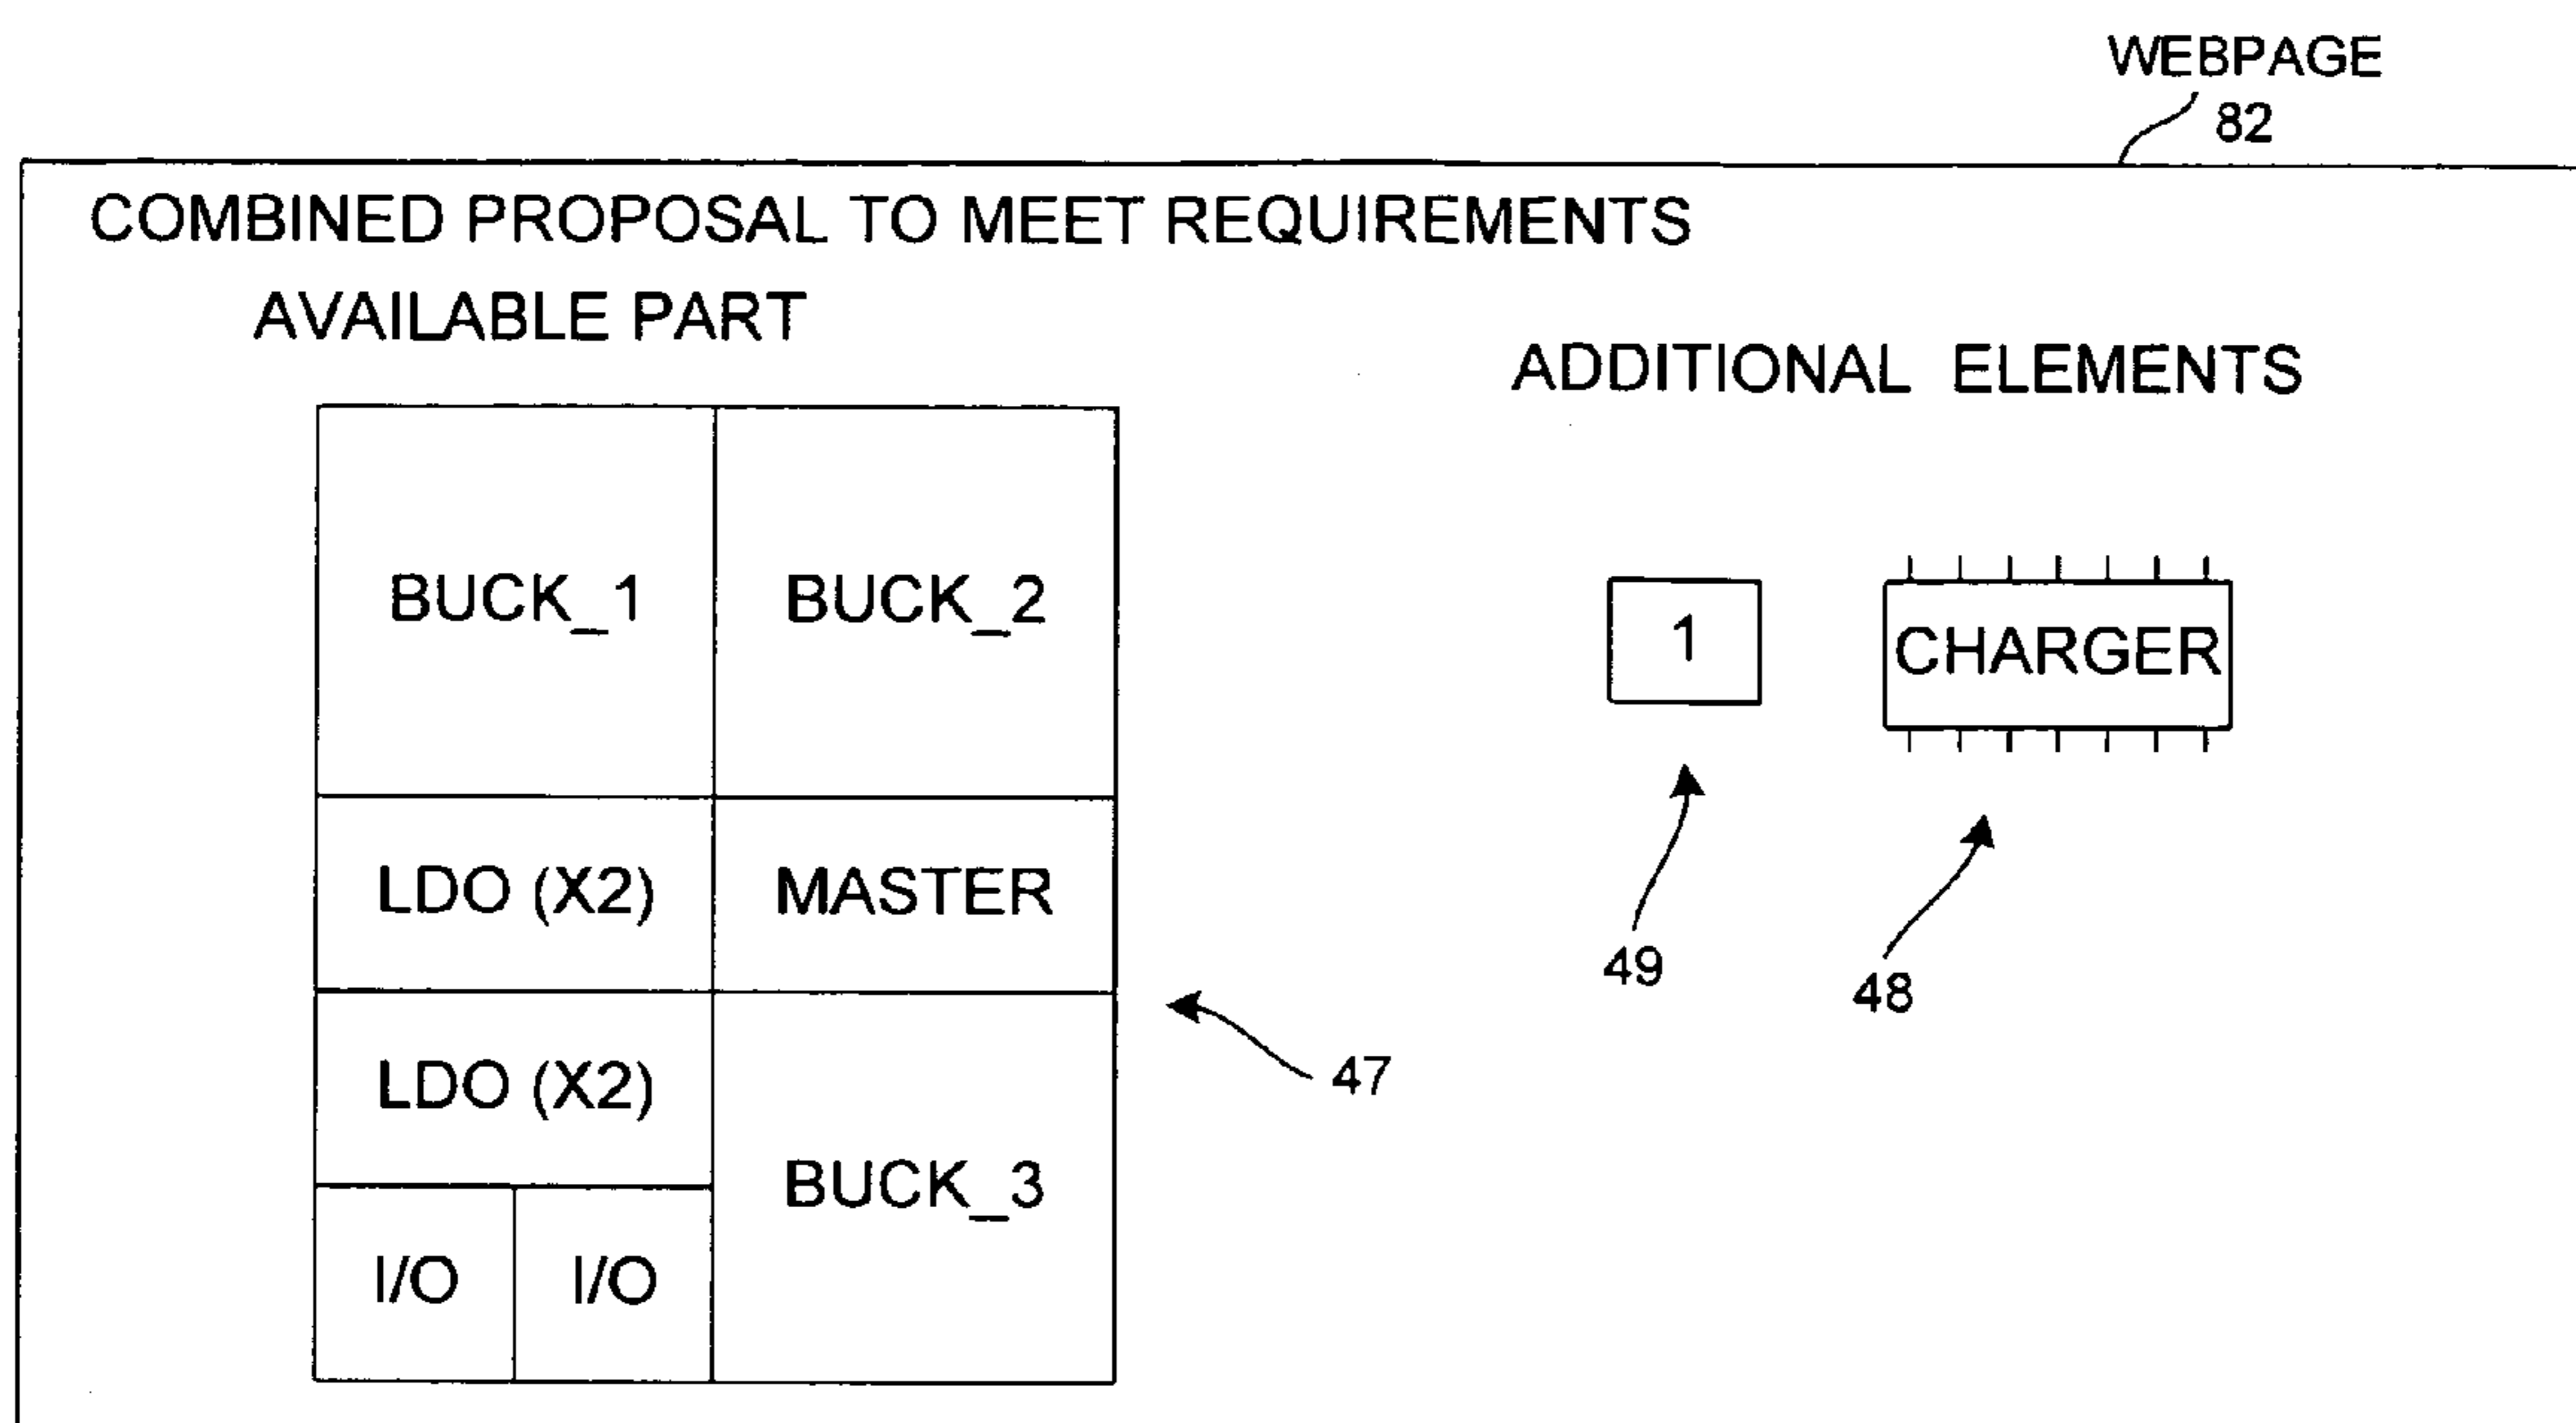 WEBPAGE
82
COMBINED PROPOSAL TO MEET REQUIREMENTS
AVAILABLE PART
ADDITIONAL ELEMENTS
BUCK_1
BUCK_2
1
CHARGER
LDO (X2)
MASTER
49
48
LDO (X2)
47
BUCK_3
I/O
I/O